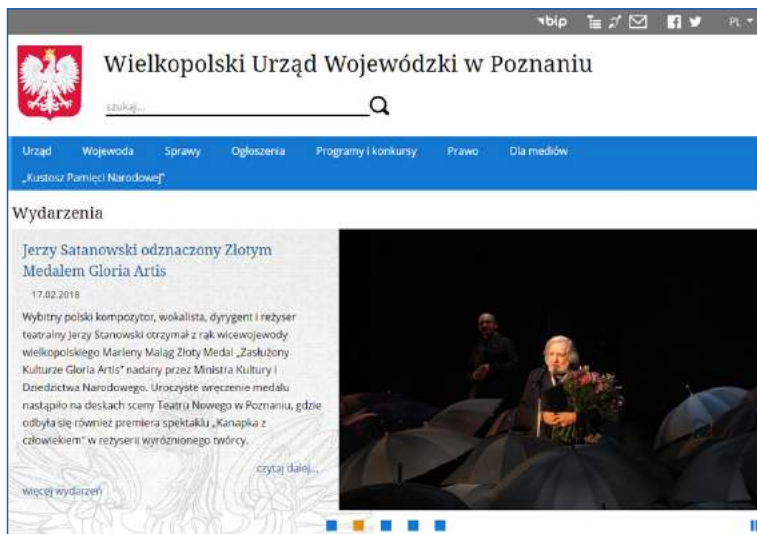 bip PL
Wielkopolski Urząd Wojewódzki w Poznaniu
szukaj...
Urząd Wojewoda Sprawy Ogłoszenia Programy i konkursy Prawo Dla mediów
„Kustosz Pamięci Narodowej”
Wydarzenia
Jerzy Satanowski odznaczony Złotym
Medalem Gloria Artis
17.02.2018
Wybitny polski kompozytor, wokalista, dyrygent i reżyser
teatralny Jerzy Stanowski otrzymał z rąk wicewojewody
wielkopolskiego Marleny Maląg Złoty Medal „Zasłużony
Kulturze Gloria Artis” nadany przez Ministra Kultury i
Dziedzictwa Narodowego. Uroczyste wręczenie medalu
nastąpiło na deskach sceny Teatru Nowego w Poznaniu, gdzie
odbyła się również premiera spektaklu „Kanapka z
człowiekiem” w reżyserii wyróżnionego twórcy.
czytaj dalej...
więcej wydarzeń